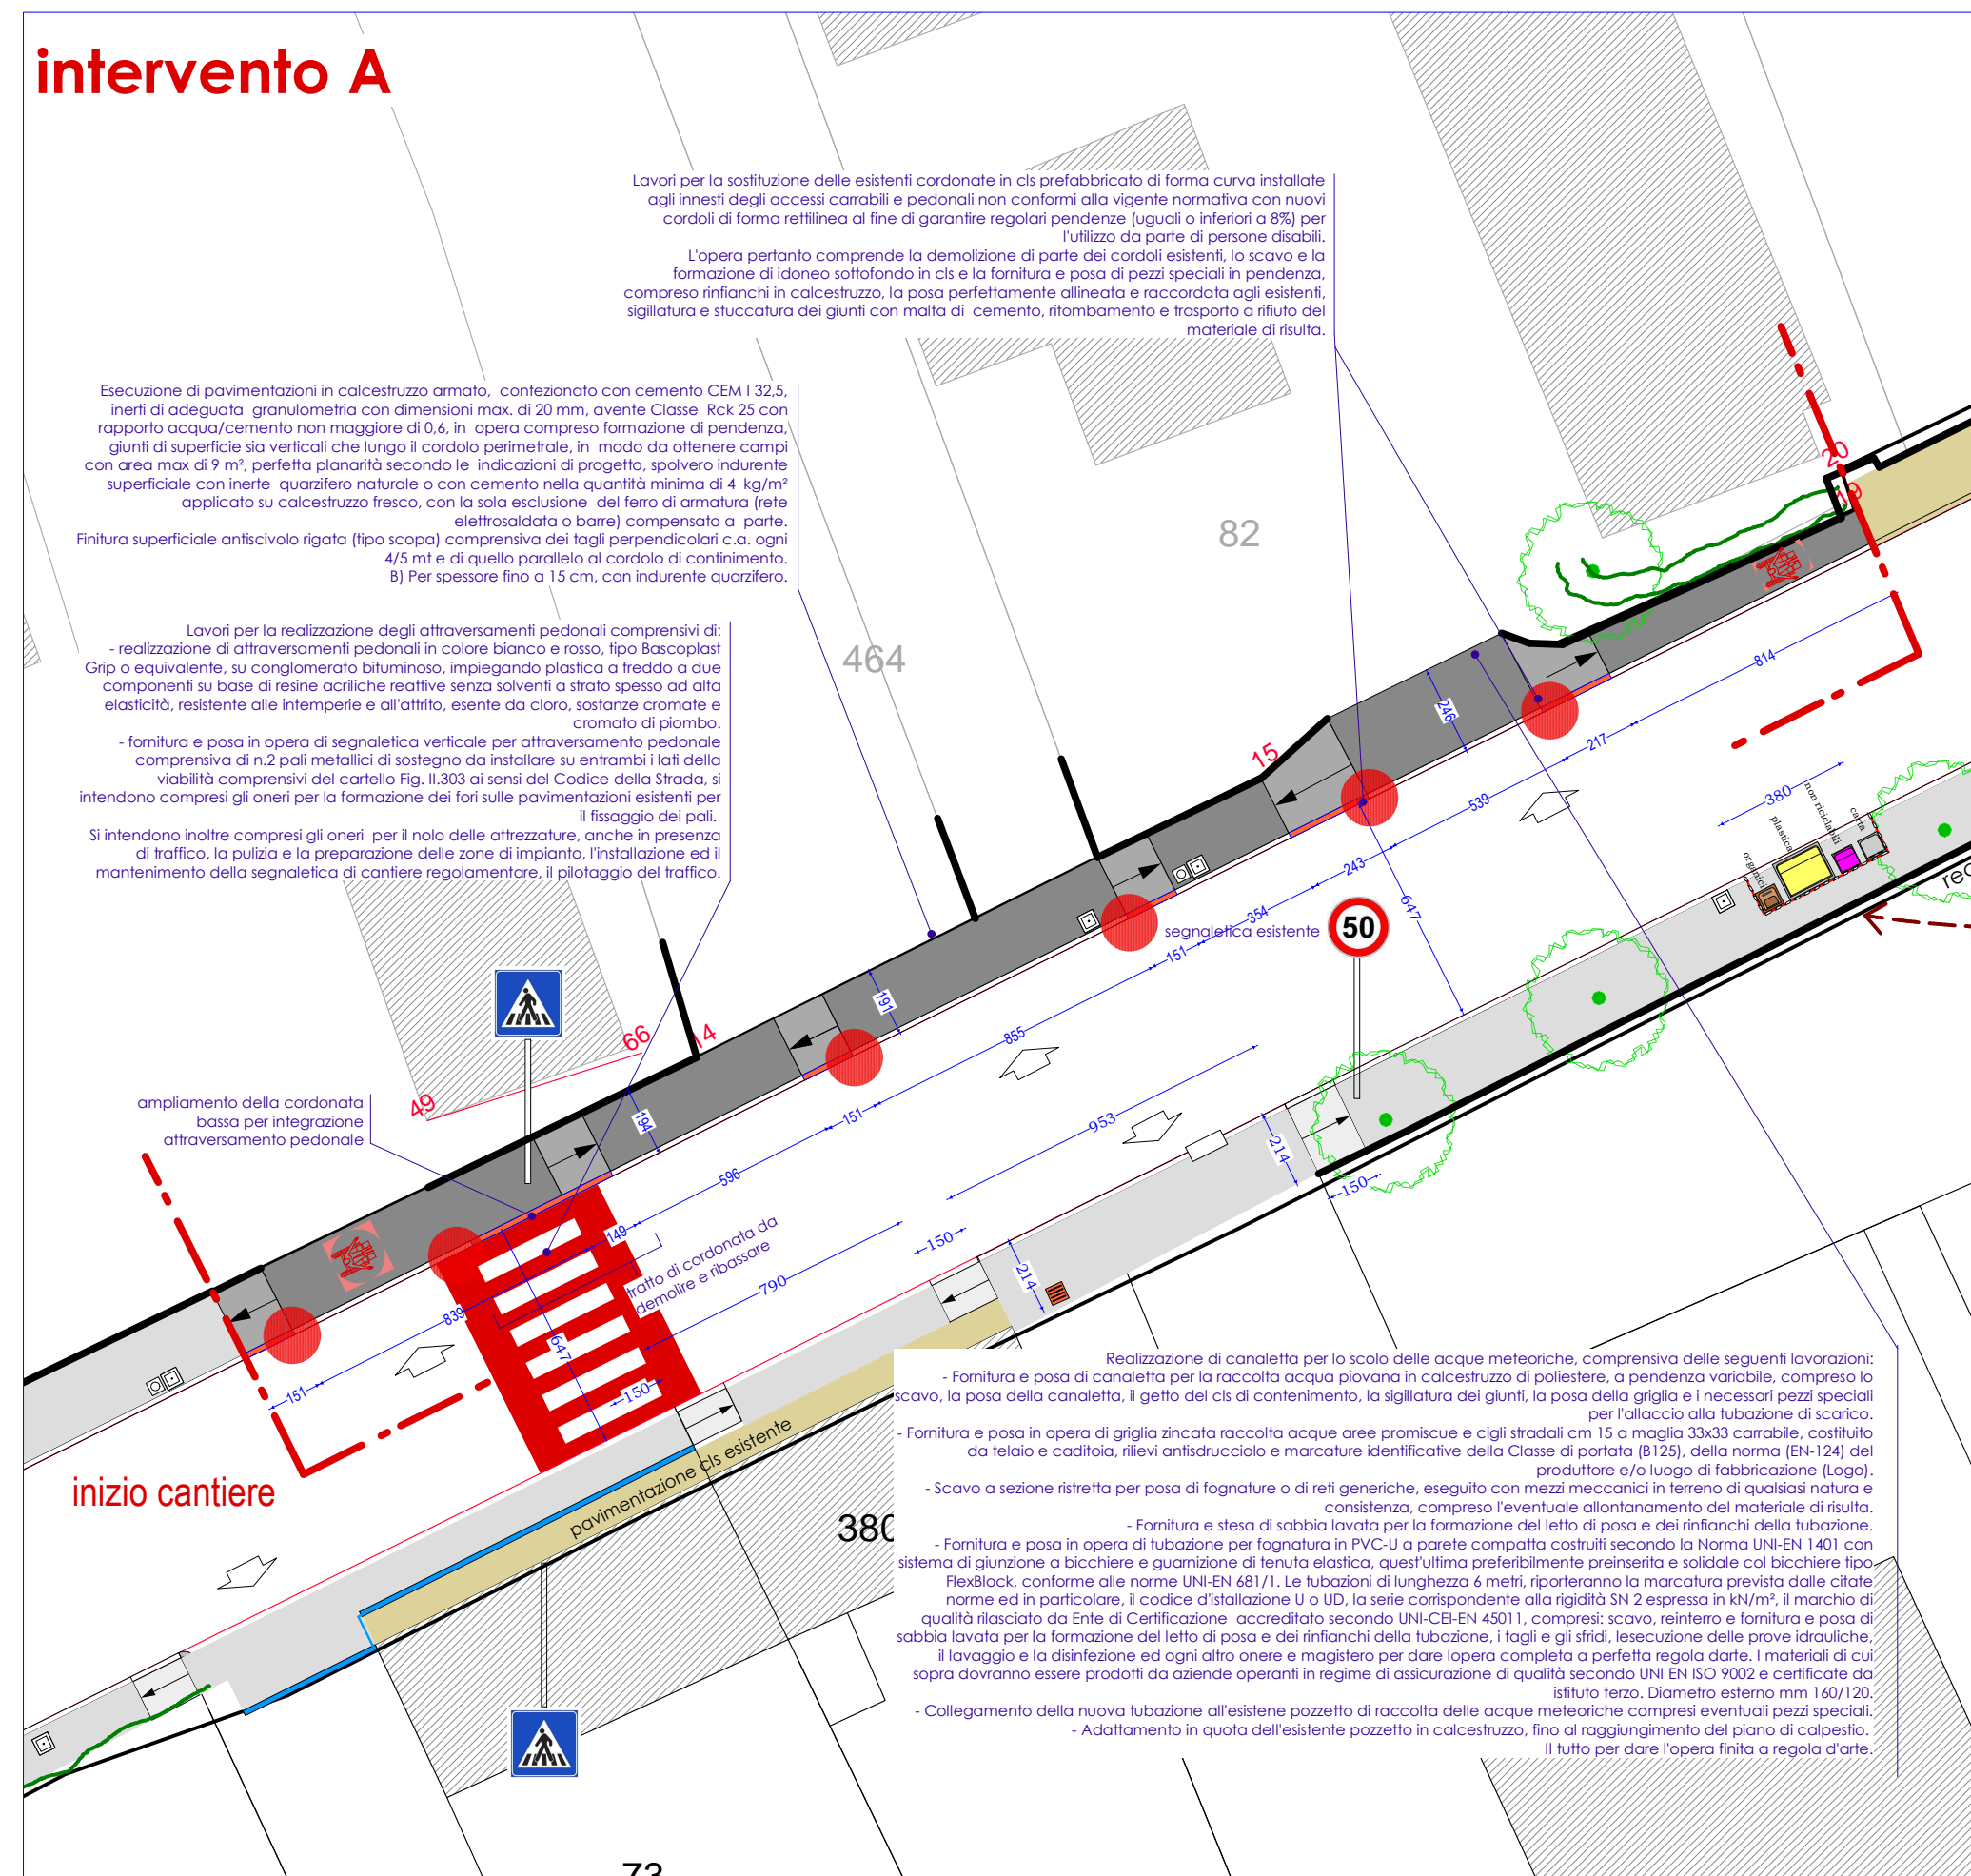 intervento A
Lavori per la sostituzione delle esistenti cordonate in cls prefabbricato di forma curva installate
agli innesti degli accessi carrabili e pedonali non conformi alla vigente normativa con nuovi
cordoli di forma rettilinea al fine di garantire regolari pendenze (uguali o inferiori a 8%) per
l'utilizzo da parte di persone disabili.
L'opera pertanto comprende la demolizione di parte dei cordoli esistenti, lo scavo e la
formazione di idoneo sottofondo in cls e la fornitura e posa di pezzi speciali in pendenza,
compreso rinfianchi in calcestruzzo, la posa perfettamente allineata e raccordata agli esistenti,
sigillatura e stuccatura dei giunti con malta di cemento, ritombamento e trasporto a rifiuto del
materiale di risulta.
Esecuzione di pavimentazioni in calcestruzzo armato, confezionato con cemento CEM I 32,5,
inerti di adeguata granulometria con dimensioni max. di 20 mm, avente Classe Rck 25 con
rapporto acqua/cemento non maggiore di 0,6, in opera compreso formazione di pendenza,
giunti di superficie sia verticali che lungo il cordolo perimetrale, in modo da ottenere campi
con area max di 9 m², perfetta planarità secondo le indicazioni di progetto, spolvero indurente
superficiale con inerte quarzifero naturale o con cemento nella quantità minima di 4 kg/m²
applicato su calcestruzzo fresco, con la sola esclusione del ferro di armatura (rete
elettrosaldata o barre) compensato a parte.
Finitura superficiale antiscivolo rigata (tipo scopa) comprensiva dei tagli perpendicolari c.a. ogni
4/5 mt e di quello parallelo al cordolo di continimento.
B) Per spessore fino a 15 cm, con indurente quarzifero.
Lavori per la realizzazione degli attraversamenti pedonali comprensivi di:
- realizzazione di attraversamenti pedonali in colore bianco e rosso, tipo Bascoplast
Grip o equivalente, su conglomerato bituminoso, impiegando plastica a freddo a due
componenti su base di resine acriliche reattive senza solventi a strato spesso ad alta
elasticità, resistente alle intemperie e all'attrito, esente da cloro, sostanze cromate e
cromato di piombo.
- fornitura e posa in opera di segnaletica verticale per attraversamento pedonale
comprensiva di n.2 pali metallici di sostegno da installare su entrambi i lati della
viabilità comprensivi del cartello Fig. II.303 ai sensi del Codice della Strada, si
intendono compresi gli oneri per la formazione dei fori sulle pavimentazioni esistenti per
il fissaggio dei pali.
Si intendono inoltre compresi gli oneri per il nolo delle attrezzature, anche in presenza
di traffico, la pulizia e la preparazione delle zone di impianto, l'installazione ed il
mantenimento della segnaletica di cantiere regolamentare, il pilotaggio del traffico.
82
464
20
19
15
14
66
49
246
814
217
539
243
647
354
151
855
191
151
596
194
149
839
647
150
151
790
953
150
214
214
150
380
organici
plastica
non riciclabili
carta
segnaletica esistente
50
ampliamento della cordonata
bassa per integrazione
attraversamento pedonale
tratto di cordonata da
demolire e ribassare
inizio cantiere
pavimentazione cls esistente
380
73
Realizzazione di canaletta per lo scolo delle acque meteoriche, comprensiva delle seguenti lavorazioni:
- Fornitura e posa di canaletta per la raccolta acqua piovana in calcestruzzo di poliestere, a pendenza variabile, compreso lo
scavo, la posa della canaletta, il getto del cls di contenimento, la sigillatura dei giunti, la posa della griglia e i necessari pezzi speciali
per l'allaccio alla tubazione di scarico.
- Fornitura e posa in opera di griglia zincata raccolta acque aree promiscue e cigli stradali cm 15 a maglia 33x33 carrabile, costituito
da telaio e caditoia, rilievi antisdrucciolo e marcature identificative della Classe di portata (B125), della norma (EN-124) del
produttore e/o luogo di fabbricazione (Logo).
- Scavo a sezione ristretta per posa di fognature o di reti generiche, eseguito con mezzi meccanici in terreno di qualsiasi natura e
consistenza, compreso l'eventuale allontanamento del materiale di risulta.
- Fornitura e stesa di sabbia lavata per la formazione del letto di posa e dei rinfianchi della tubazione.
- Fornitura e posa in opera di tubazione per fognatura in PVC-U a parete compatta costruiti secondo la Norma UNI-EN 1401 con
sistema di giunzione a bicchiere e guarnizione di tenuta elastica, quest'ultima preferibilmente preinserita e solidale col bicchiere tipo
FlexBlock, conforme alle norme UNI-EN 681/1. Le tubazioni di lunghezza 6 metri, riporteranno la marcatura prevista dalle citate
norme ed in particolare, il codice d'istallazione U o UD, la serie corrispondente alla rigidità SN 2 espressa in kN/m², il marchio di
qualità rilasciato da Ente di Certificazione accreditato secondo UNI-CEI-EN 45011, compresi: scavo, reinterro e fornitura e posa di
sabbia lavata per la formazione del letto di posa e dei rinfianchi della tubazione, i tagli e gli sfridi, lesecuzione delle prove idrauliche,
il lavaggio e la disinfezione ed ogni altro onere e magistero per dare lopera completa a perfetta regola darte. I materiali di cui
sopra dovranno essere prodotti da aziende operanti in regime di assicurazione di qualità secondo UNI EN ISO 9002 e certificate da
istituto terzo. Diametro esterno mm 160/120.
- Collegamento della nuova tubazione all'esistene pozzetto di raccolta delle acque meteoriche compresi eventuali pezzi speciali.
- Adattamento in quota dell'esistente pozzetto in calcestruzzo, fino al raggiungimento del piano di calpestio.
Il tutto per dare l'opera finita a regola d'arte.